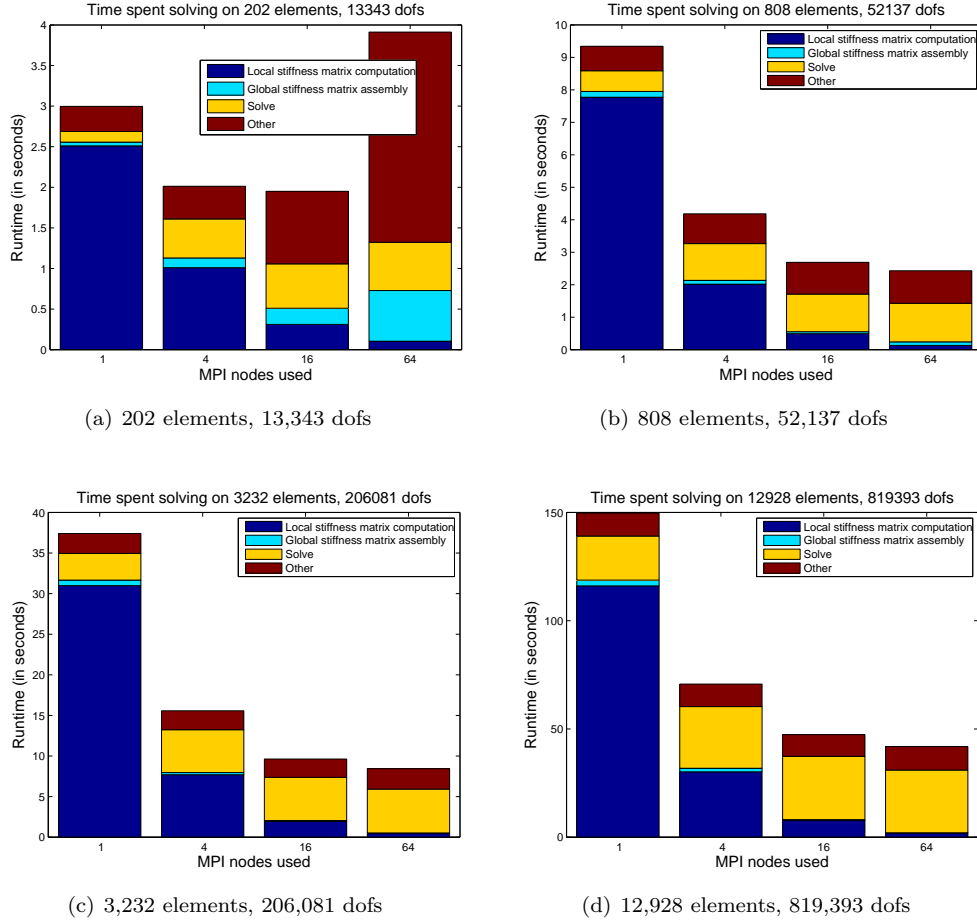 Time spent solving on 202 elements, 13343 dofs
4
3.5
3
2.5
2
1.5
1
0.5
0
Runtime (in seconds)
Local stiffness matrix computation
Global stiffness matrix assembly
Solve
Other
1 4 16 64
MPI nodes used
(a) 202 elements, 13,343 dofs
Time spent solving on 808 elements, 52137 dofs
10
9
8
7
6
5
4
3
2
1
0
Runtime (in seconds)
Local stiffness matrix computation
Global stiffness matrix assembly
Solve
Other
1 4 16 64
MPI nodes used
(b) 808 elements, 52,137 dofs
Time spent solving on 3232 elements, 206081 dofs
40
35
30
25
20
15
10
5
0
Runtime (in seconds)
Local stiffness matrix computation
Global stiffness matrix assembly
Solve
Other
1 4 16 64
MPI nodes used
(c) 3,232 elements, 206,081 dofs
Time spent solving on 12928 elements, 819393 dofs
150
100
50
0
Runtime (in seconds)
Local stiffness matrix computation
Global stiffness matrix assembly
Solve
Other
1 4 16 64
MPI nodes used
(d) 12,928 elements, 819,393 dofs